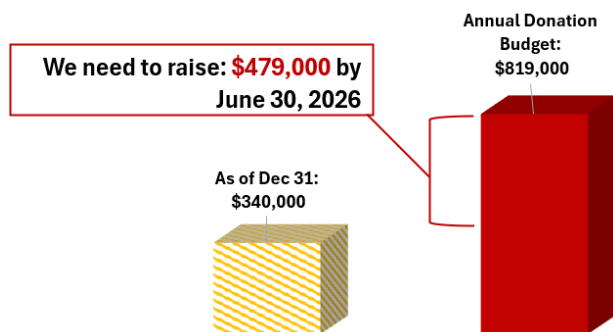 Annual Donation
Budget:
$819,000
We need to raise: $479,000 by
June 30, 2026
As of Dec 31:
$340,000